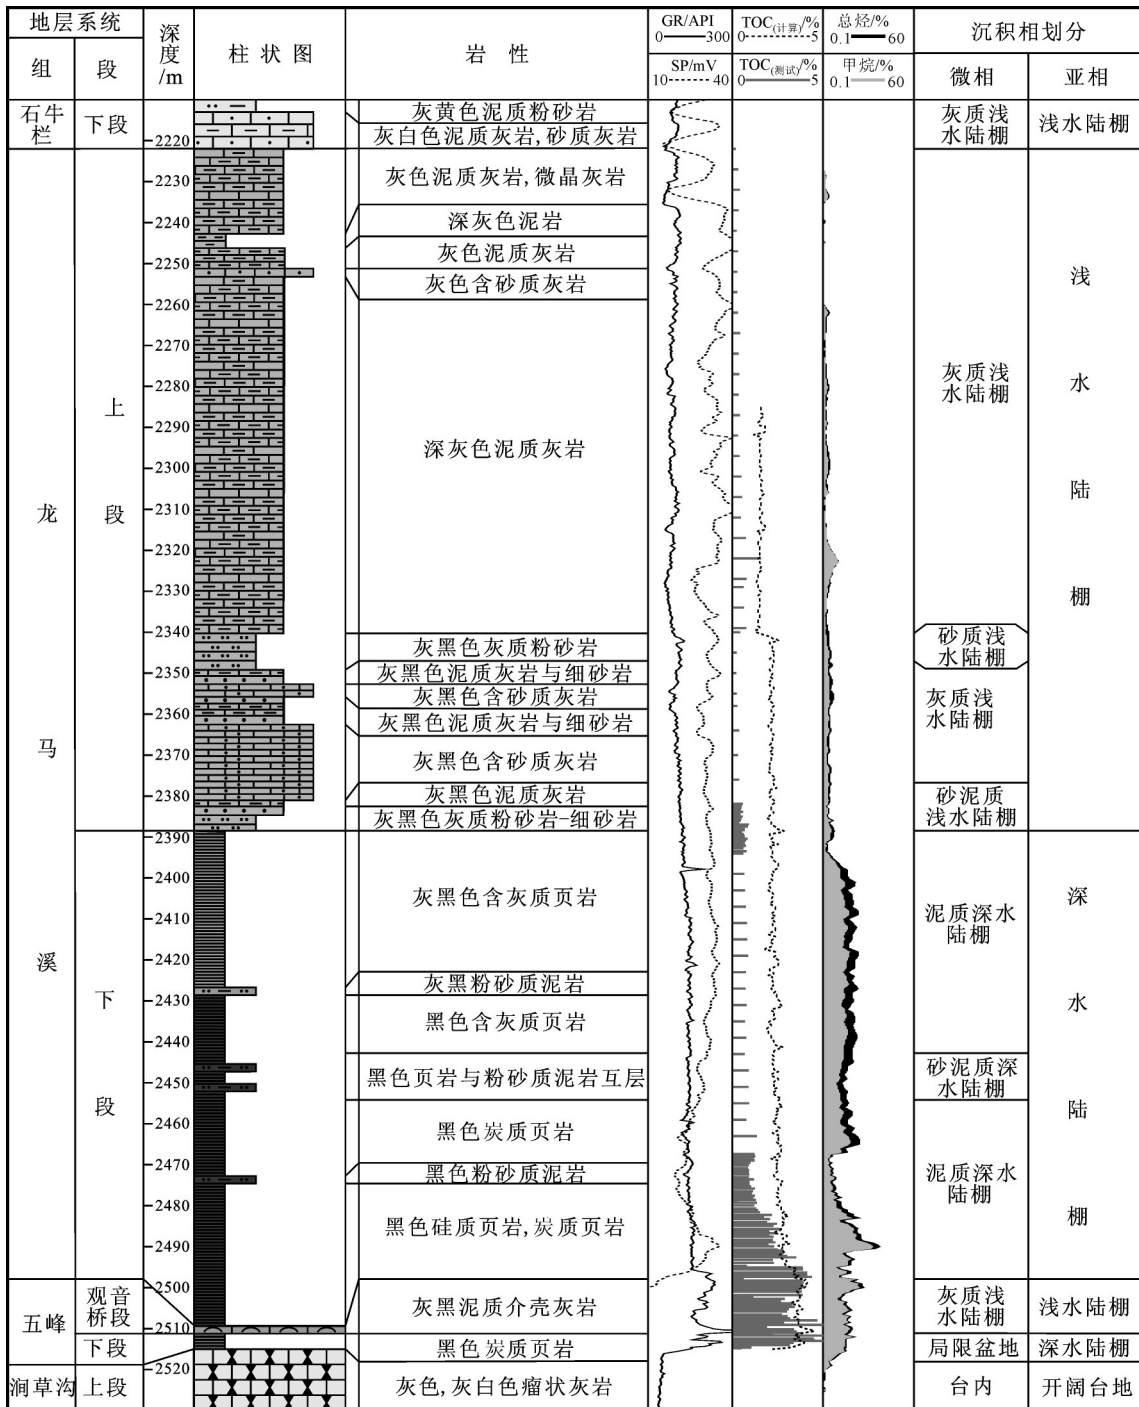 地层系统
组
段
深度/m
柱状图
岩性
GR/API
0 300
SP/mV
10 40
TOC(计算)/%
0 5
TOC(测试)/%
0 5
总烃/%
0.1 60
甲烷/%
0.1 60
沉积相划分
微相
亚相
石牛栏
下段
龙马溪
上段
下段
五峰
观音桥段
下段
涧草沟
上段
2220
2230
2240
2250
2260
2270
2280
2290
2300
2310
2320
2330
2340
2350
2360
2370
2380
2390
2400
2410
2420
2430
2440
2450
2460
2470
2480
2490
2500
2510
2520
灰黄色泥质粉砂岩
灰白色泥质灰岩,砂质灰岩
灰色泥质灰岩,微晶灰岩
深灰色泥岩
灰色泥质灰岩
灰色含砂质灰岩
深灰色泥质灰岩
灰黑色灰质粉砂岩
灰黑色泥质灰岩与细砂岩
灰黑色含砂质灰岩
灰黑色泥质灰岩与细砂岩
灰黑色含砂质灰岩
灰黑色泥质灰岩
灰黑色灰质粉砂岩-细砂岩
灰黑色含灰质页岩
灰黑粉砂质泥岩
黑色含灰质页岩
黑色页岩与粉砂质泥岩互层
黑色炭质页岩
黑色粉砂质泥岩
黑色硅质页岩,炭质页岩
灰黑泥质介壳灰岩
黑色炭质页岩
灰色,灰白色瘤状灰岩
灰质浅
水陆棚
灰质浅
水陆棚
砂质浅
水陆棚
灰质浅
水陆棚
砂泥质
浅水陆棚
泥质深水
陆棚
砂泥质深
水陆棚
泥质深水
陆棚
灰质浅
水陆棚
局限盆地
台内
浅水陆棚
浅水陆棚
深水陆棚
浅水陆棚
深水陆棚
开阔台地